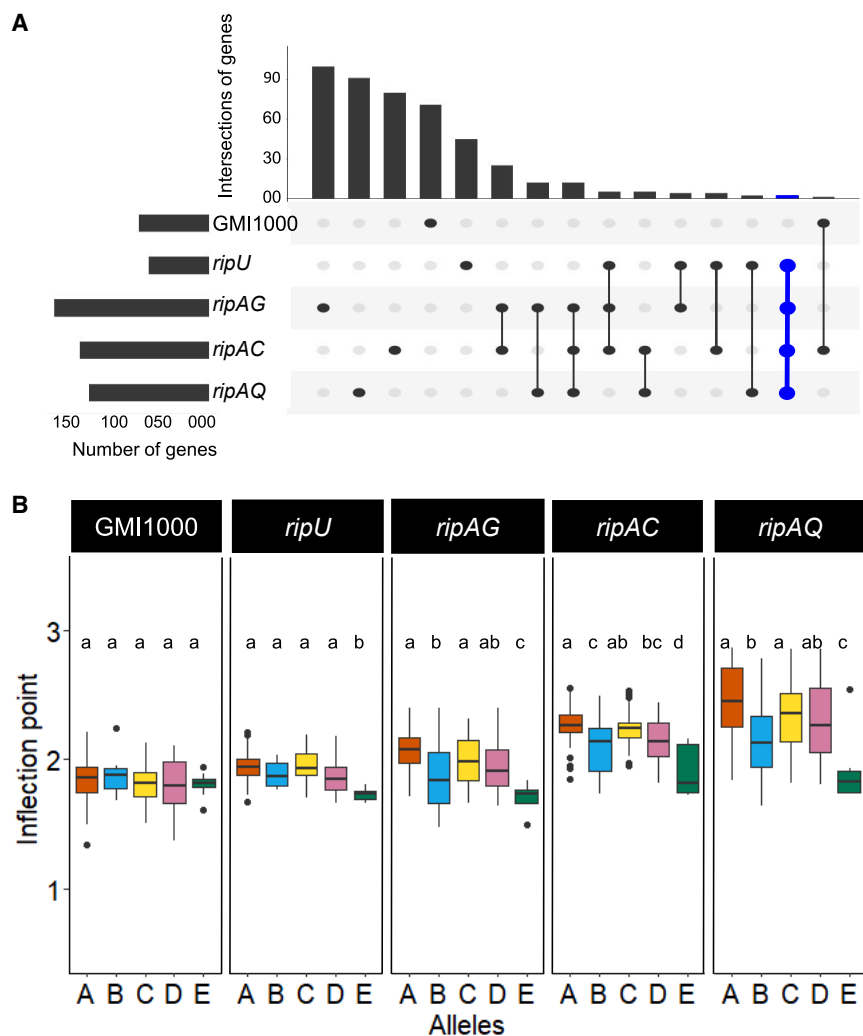 A
Intersections of genes
90
60
30
00
GMI1000
ripU
ripAG
ripAC
ripAQ
150 100 050 000
Number of genes
B
GMI1000 ripU ripAG ripAC ripAQ
a a a a a a a a a b a b a ab c a c ab bc d a b a ab c
3
2
1
Inflection point
A B C D E A B C D E A B C D E A B C D E A B C D E
Alleles